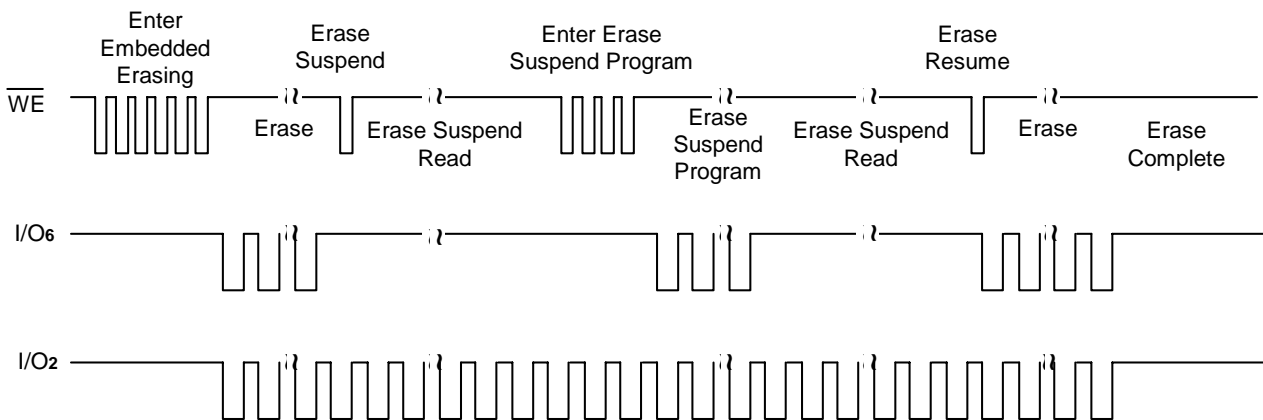 Enter
Embedded
Erasing
Erase
Suspend
Enter Erase
Suspend Program
Erase
Resume
WE
Erase
Erase Suspend
Read
Erase
Suspend
Program
Erase Suspend
Read
Erase
Erase
Complete
I/O6
I/O2